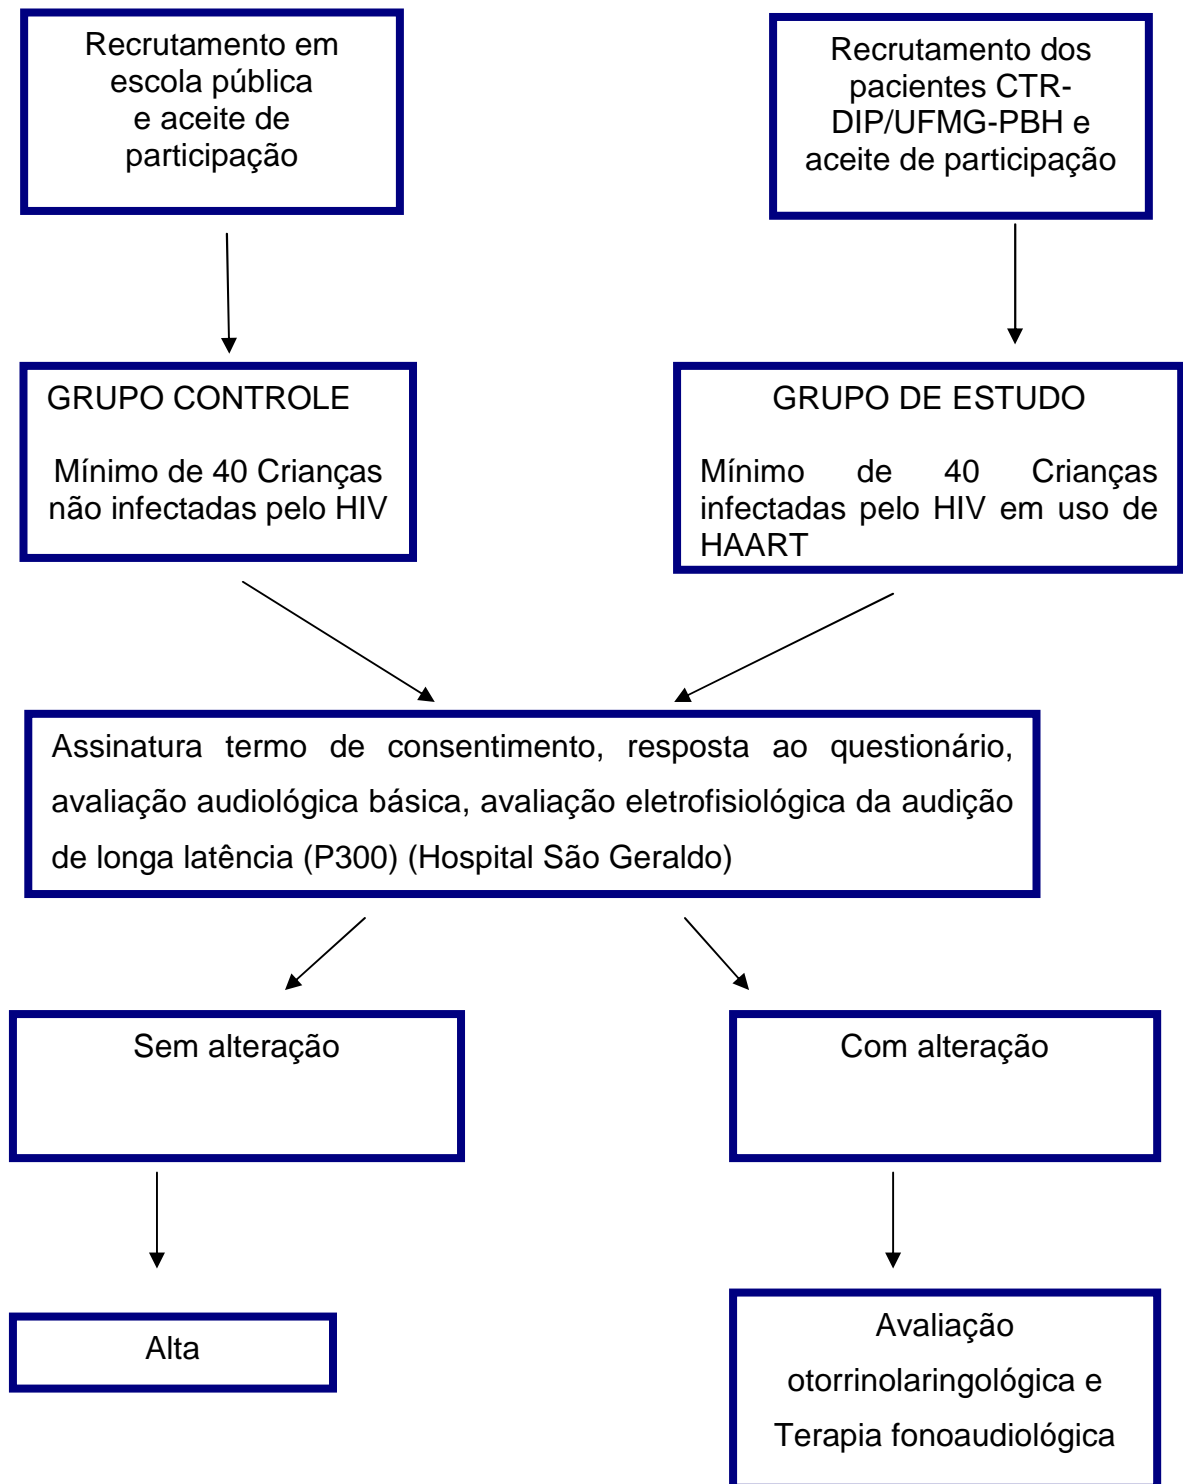 Recrutamento em
escola pública
e aceite de
participação
Recrutamento dos
pacientes CTR-
DIP/UFMG-PBH e
aceite de participação
GRUPO CONTROLE
Mínimo de 40 Crianças
não infectadas pelo HIV
GRUPO DE ESTUDO
Mínimo de 40 Crianças
infectadas pelo HIV em uso de
HAART
Assinatura termo de consentimento, resposta ao questionário,
avaliação audiológica básica, avaliação eletrofisiológica da audição
de longa latência (P300) (Hospital São Geraldo)
Sem alteração
Com alteração
Alta
Avaliação
otorrinolaringológica e
Terapia fonoaudiológica